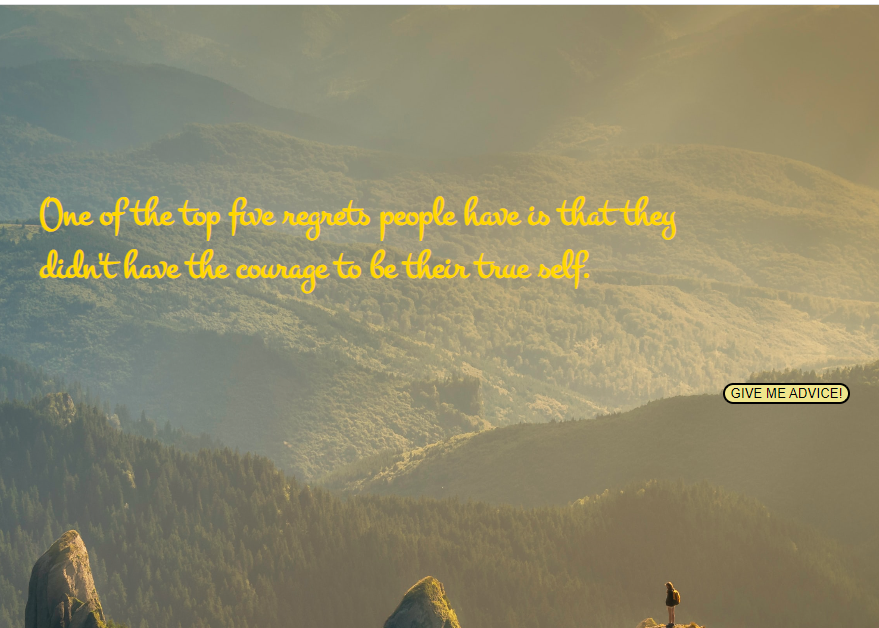 One of the top five regrets people have is that they
didn't have the courage to be their true self.
GIVE ME ADVICE!